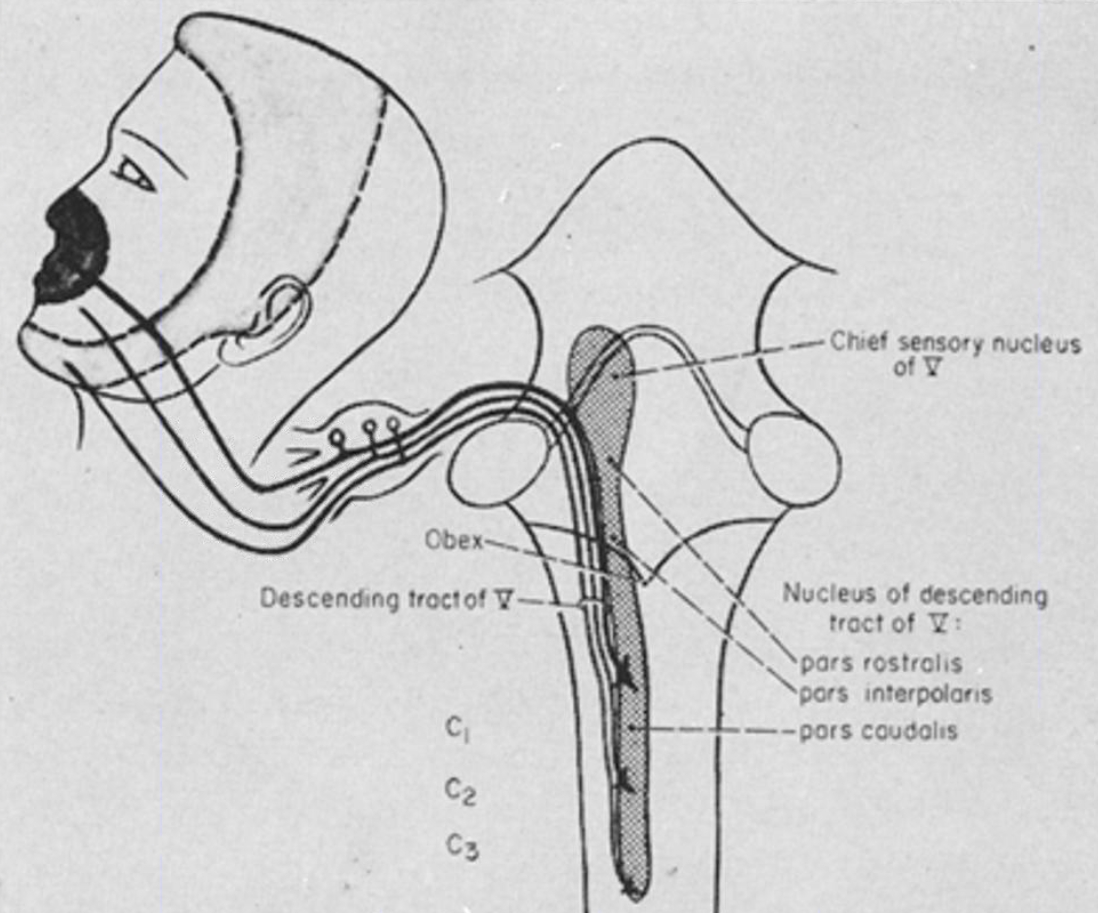 Chief sensory nucleus
of V
Obex
Descending tract of V
Nucleus of descending
tract of V:
pars rostralis
pars interpolaris
pars caudalis
C1
C2
C3